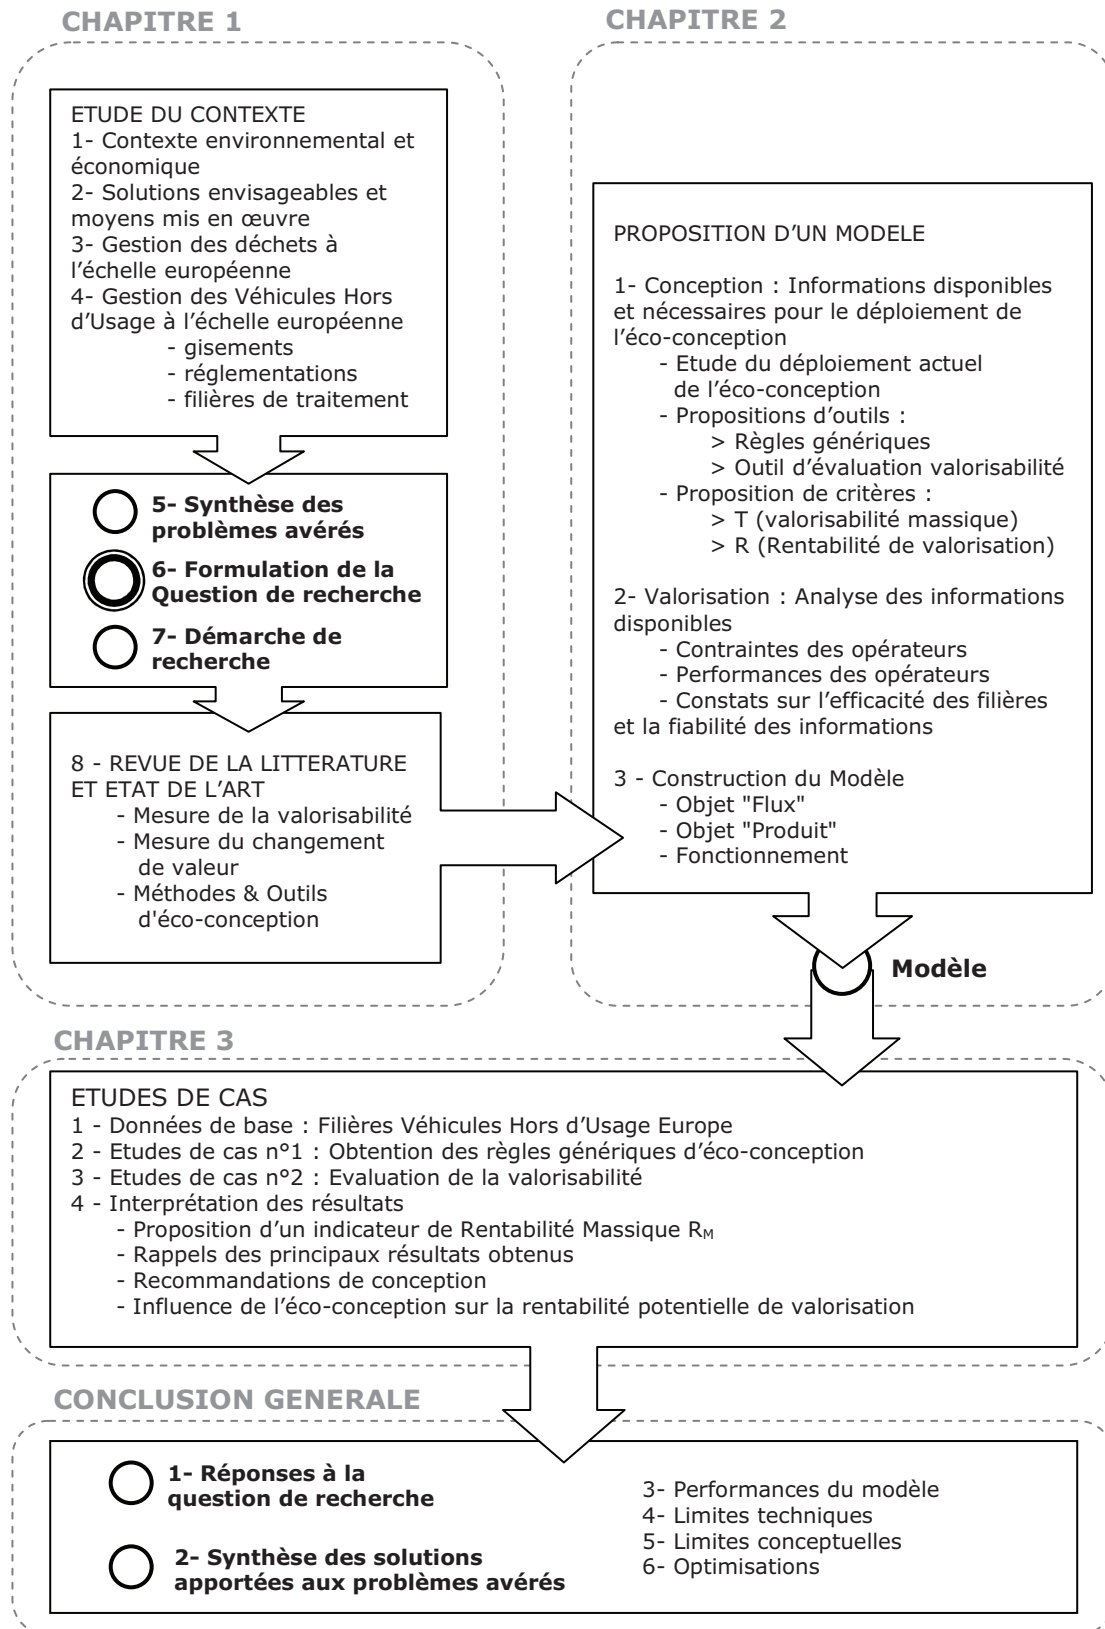 CHAPITRE 1
ETUDE DU CONTEXTE
1- Contexte environnemental et
économique
2- Solutions envisageables et
moyens mis en œuvre
3- Gestion des déchets à
l’échelle européenne
4- Gestion des Véhicules Hors
d’Usage à l’échelle européenne
- gisements
- réglementations
- filières de traitement
5- Synthèse des
problèmes avérés
6- Formulation de la
Question de recherche
7- Démarche de
recherche
8 - REVUE DE LA LITTERATURE
ET ETAT DE L’ART
- Mesure de la valorisabilité
- Mesure du changement
de valeur
- Méthodes & Outils
d'éco-conception
CHAPITRE 2
PROPOSITION D’UN MODELE
1- Conception : Informations disponibles
et nécessaires pour le déploiement de
l’éco-conception
- Etude du déploiement actuel
de l’éco-conception
- Propositions d’outils :
> Règles génériques
> Outil d’évaluation valorisabilité
- Proposition de critères :
> T (valorisabilité massique)
> R (Rentabilité de valorisation)
2- Valorisation : Analyse des informations
disponibles
- Contraintes des opérateurs
- Performances des opérateurs
- Constats sur l’efficacité des filières
et la fiabilité des informations
3 - Construction du Modèle
- Objet "Flux"
- Objet "Produit"
- Fonctionnement
Modèle
CHAPITRE 3
ETUDES DE CAS
1 - Données de base : Filières Véhicules Hors d’Usage Europe
2 - Etudes de cas n°1 : Obtention des règles génériques d’éco-conception
3 - Etudes de cas n°2 : Evaluation de la valorisabilité
4 - Interprétation des résultats
- Proposition d’un indicateur de Rentabilité Massique RM
- Rappels des principaux résultats obtenus
- Recommandations de conception
- Influence de l’éco-conception sur la rentabilité potentielle de valorisation
CONCLUSION GENERALE
1- Réponses à la
question de recherche
2- Synthèse des solutions
apportées aux problèmes avérés
3- Performances du modèle
4- Limites techniques
5- Limites conceptuelles
6- Optimisations